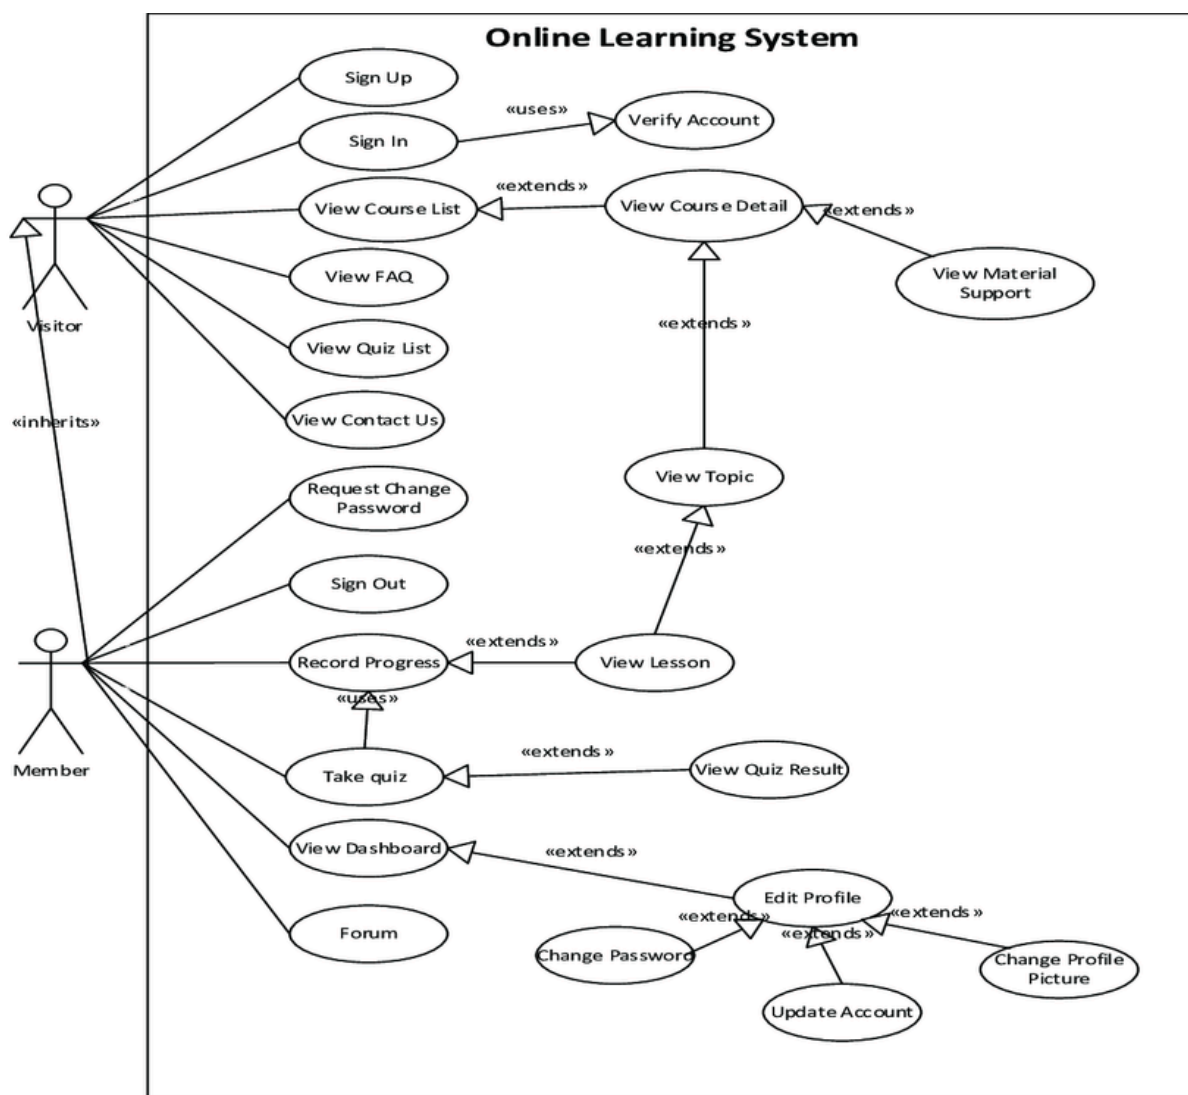 Online Learning System
Sign Up
«uses»
Verify Account
Sign In
«extends»
View Course List
View Course Detail
«extends»
View FAQ
View Material
Support
Visitor
«extends»
View Quiz List
«inherits»
View Contact Us
View Topic
Request Change
Password
«extends»
Sign Out
«extends»
Record Progress
View Lesson
«uses»
«extends»
Member
Take quiz
View Quiz Result
View Dashboard
«extends»
Edit Profile
«extends»
«extends»
«extends»
Forum
Change Password
Change Profile
Picture
Update Account